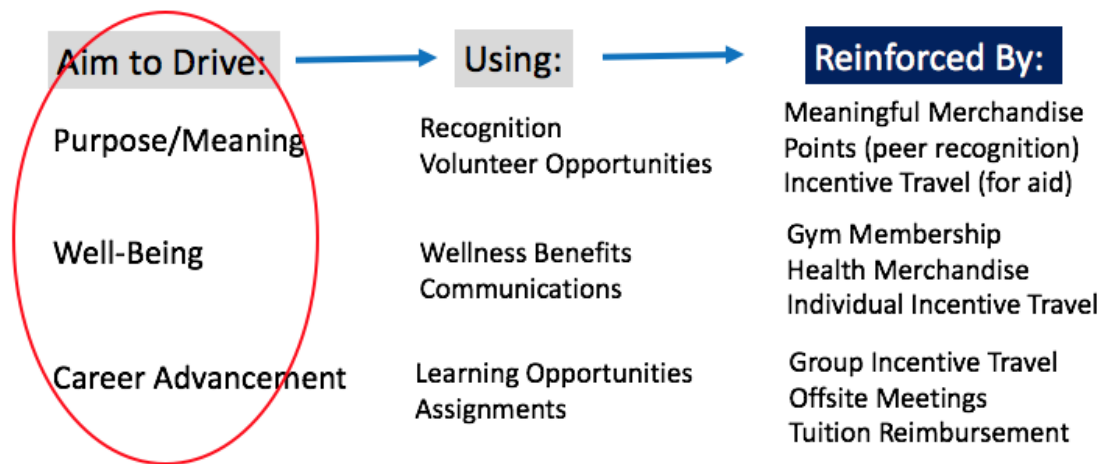 Aim to Drive:
Using:
Reinforced By:
Purpose/Meaning
Recognition
Volunteer Opportunities
Meaningful Merchandise
Points (peer recognition)
Incentive Travel (for aid)
Well-Being
Wellness Benefits
Communications
Gym Membership
Health Merchandise
Individual Incentive Travel
Career Advancement
Learning Opportunities
Assignments
Group Incentive Travel
Offsite Meetings
Tuition Reimbursement